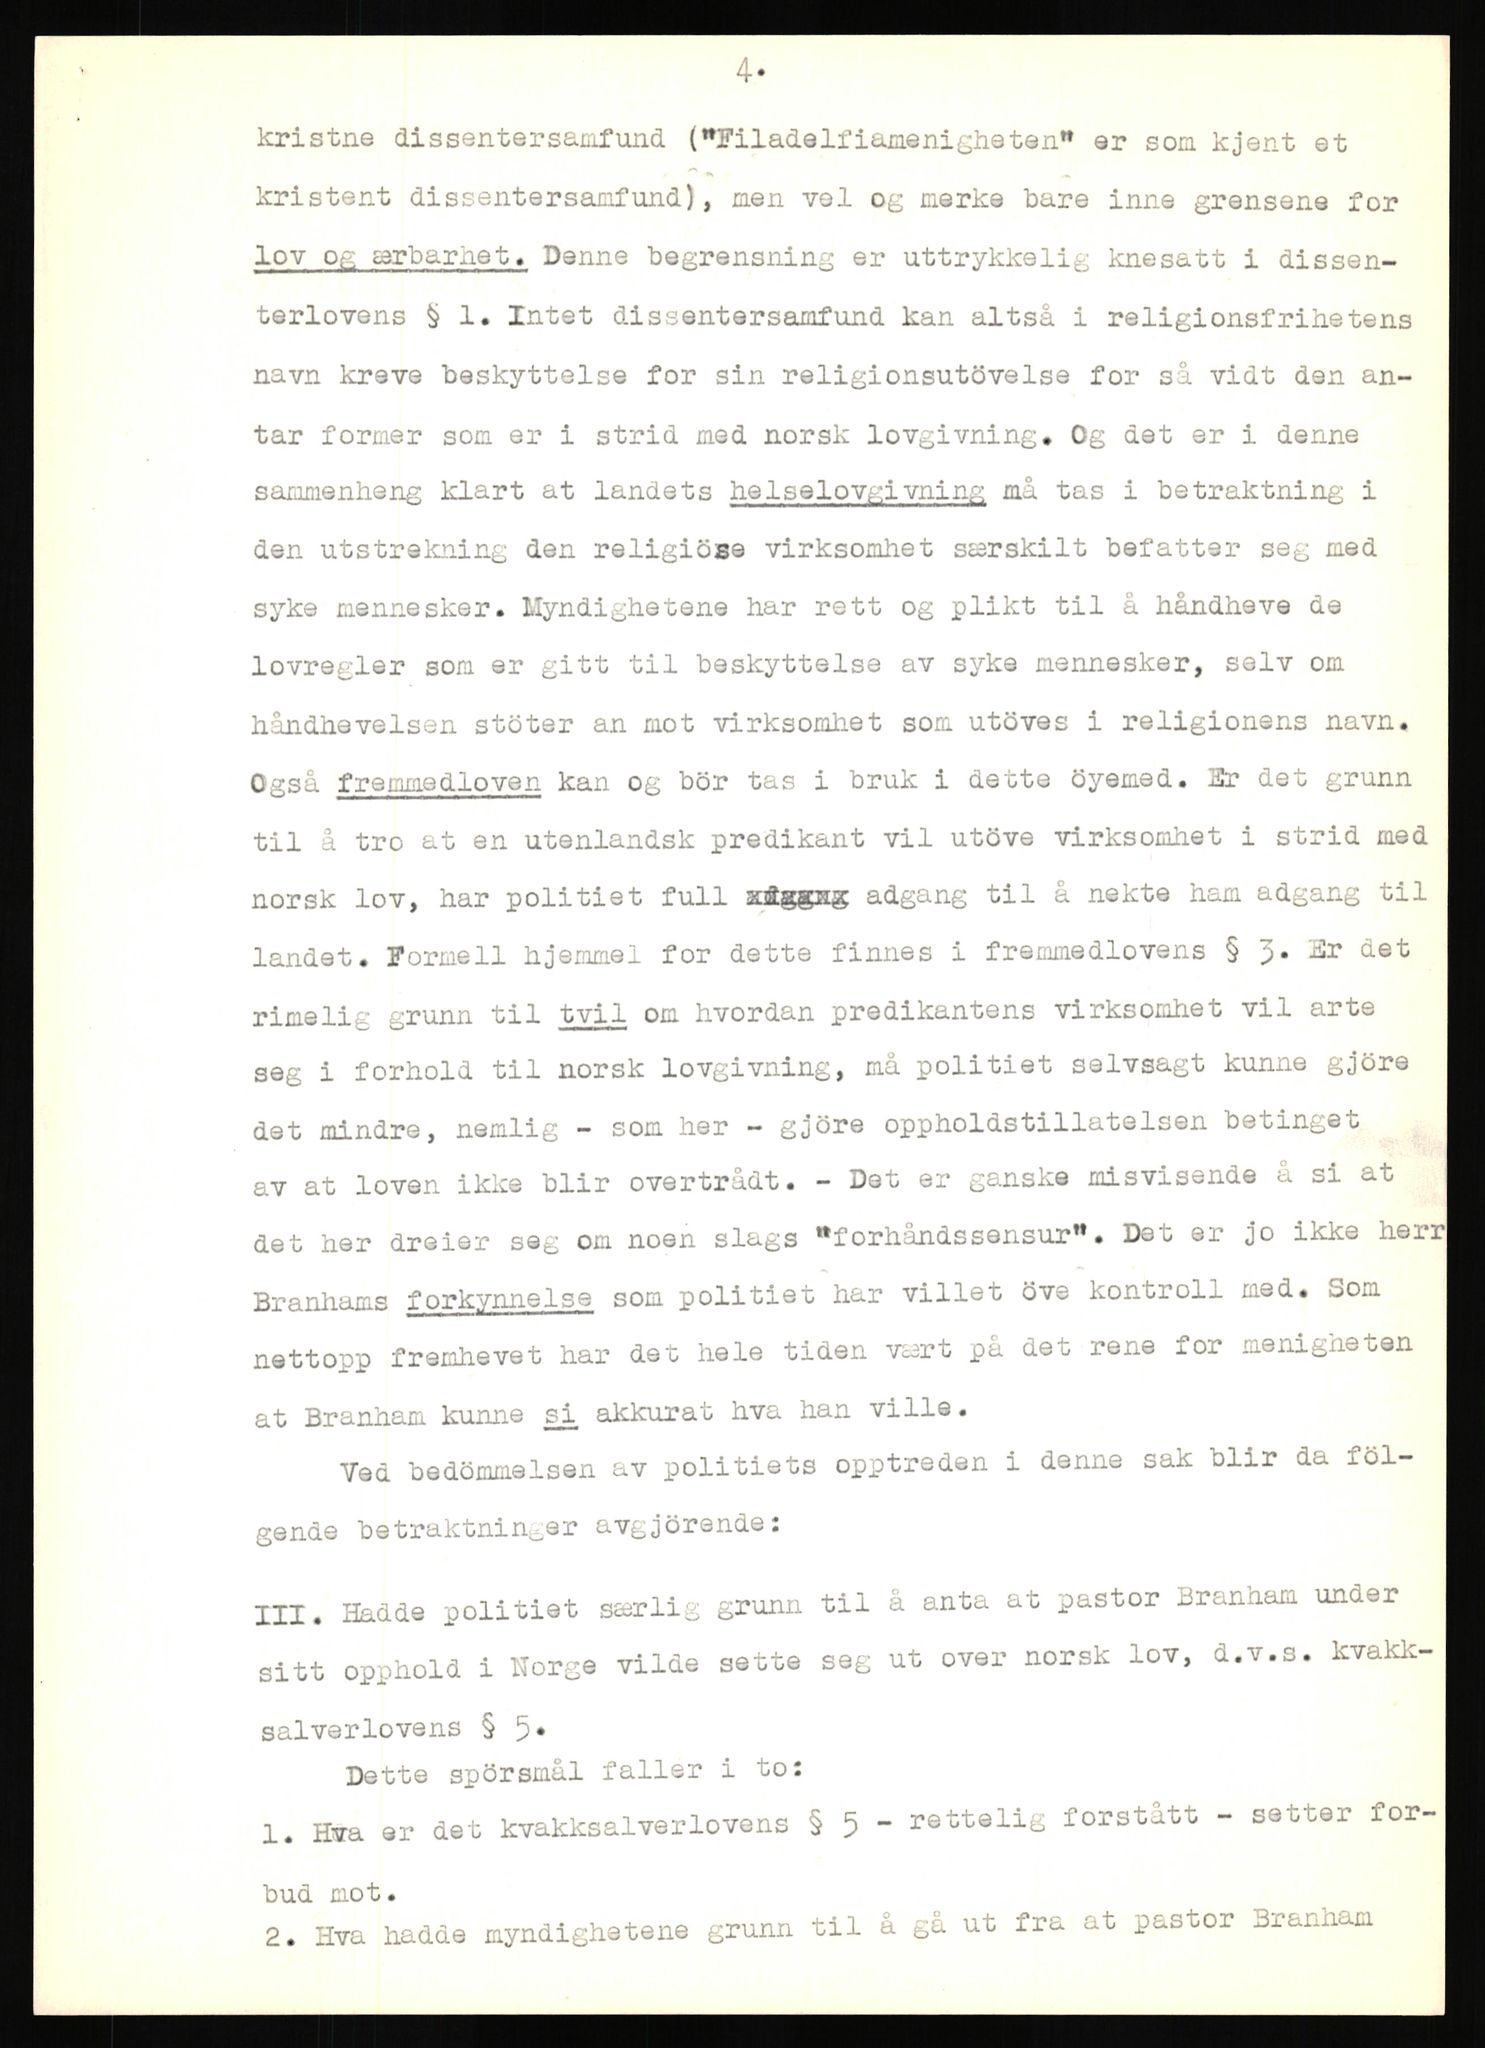 4.
kristne dissentersamfund ("Filadelfiamenigheten" er som kjent et
kristent dissentersamfund), men vel og merke bare inne grensene for
lov og ærbarhet. Denne begrensning er uttrykkelig knesatt i dissen-
terlovens § 1. Intet dissentersamfund kan altså i religionsfrihetens
navn kreve beskyttelse for sin religionsutövelse for så vidt den an-
tar former som er i strid med norsk lovgivning. Og det er i denne
sammenheng klart at landets helselovgivning må tas i betraktning i
den utstrekning den religiöse virksomhet særskilt befatter seg med
syke mennesker. Myndighetene har rett og plikt til å håndheve de
lovregler som er gitt til beskyttelse av syke mennesker, selv om
håndhevelsen stöter an mot virksomhet som utöves i religionens navn.
Også fremmedloven kan og bör tas i bruk i dette öyemed. Er det grunn
til å tro at en utenlandsk predikant vil utöve virksomhet i strid med
norsk lov, har politiet full adgang til å nekte ham adgang til
landet. Formell hjemmel for dette finnes i fremmedlovens § 3. Er det
rimelig grunn til tvil om hvordan predikantens virksomhet vil arte
seg i forhold til norsk lovgivning, må politiet selvsagt kunne gjöre
det mindre, nemlig - som her - gjöre oppholdstillatelsen betinget
av at loven ikke blir overtrådt. - Det er ganske misvisende å si at
det her dreier seg om noen slags "forhåndssensur". Det er jo ikke herr
Branhams forkynnelse som politiet har villet öve kontroll med. Som
nettopp fremhevet har det hele tiden vært på det rene for menigheten
at Branham kunne si akkurat hva han ville.
Ved bedömmelsen av politiets opptreden i denne sak blir da föl-
gende betraktninger avgjörende:
III. Hadde politiet særlig grunn til å anta at pastor Branham under
sitt opphold i Norge vilde sette seg ut over norsk lov, d.v.s. kvakk-
salverlovens § 5.
Dette spörsmål faller i to:
1. Hva er det kvakksalverlovens § 5 - rettelig forstått - setter for-
bud mot.
2. Hva hadde myndighetene grunn til å gå ut fra at pastor Branham